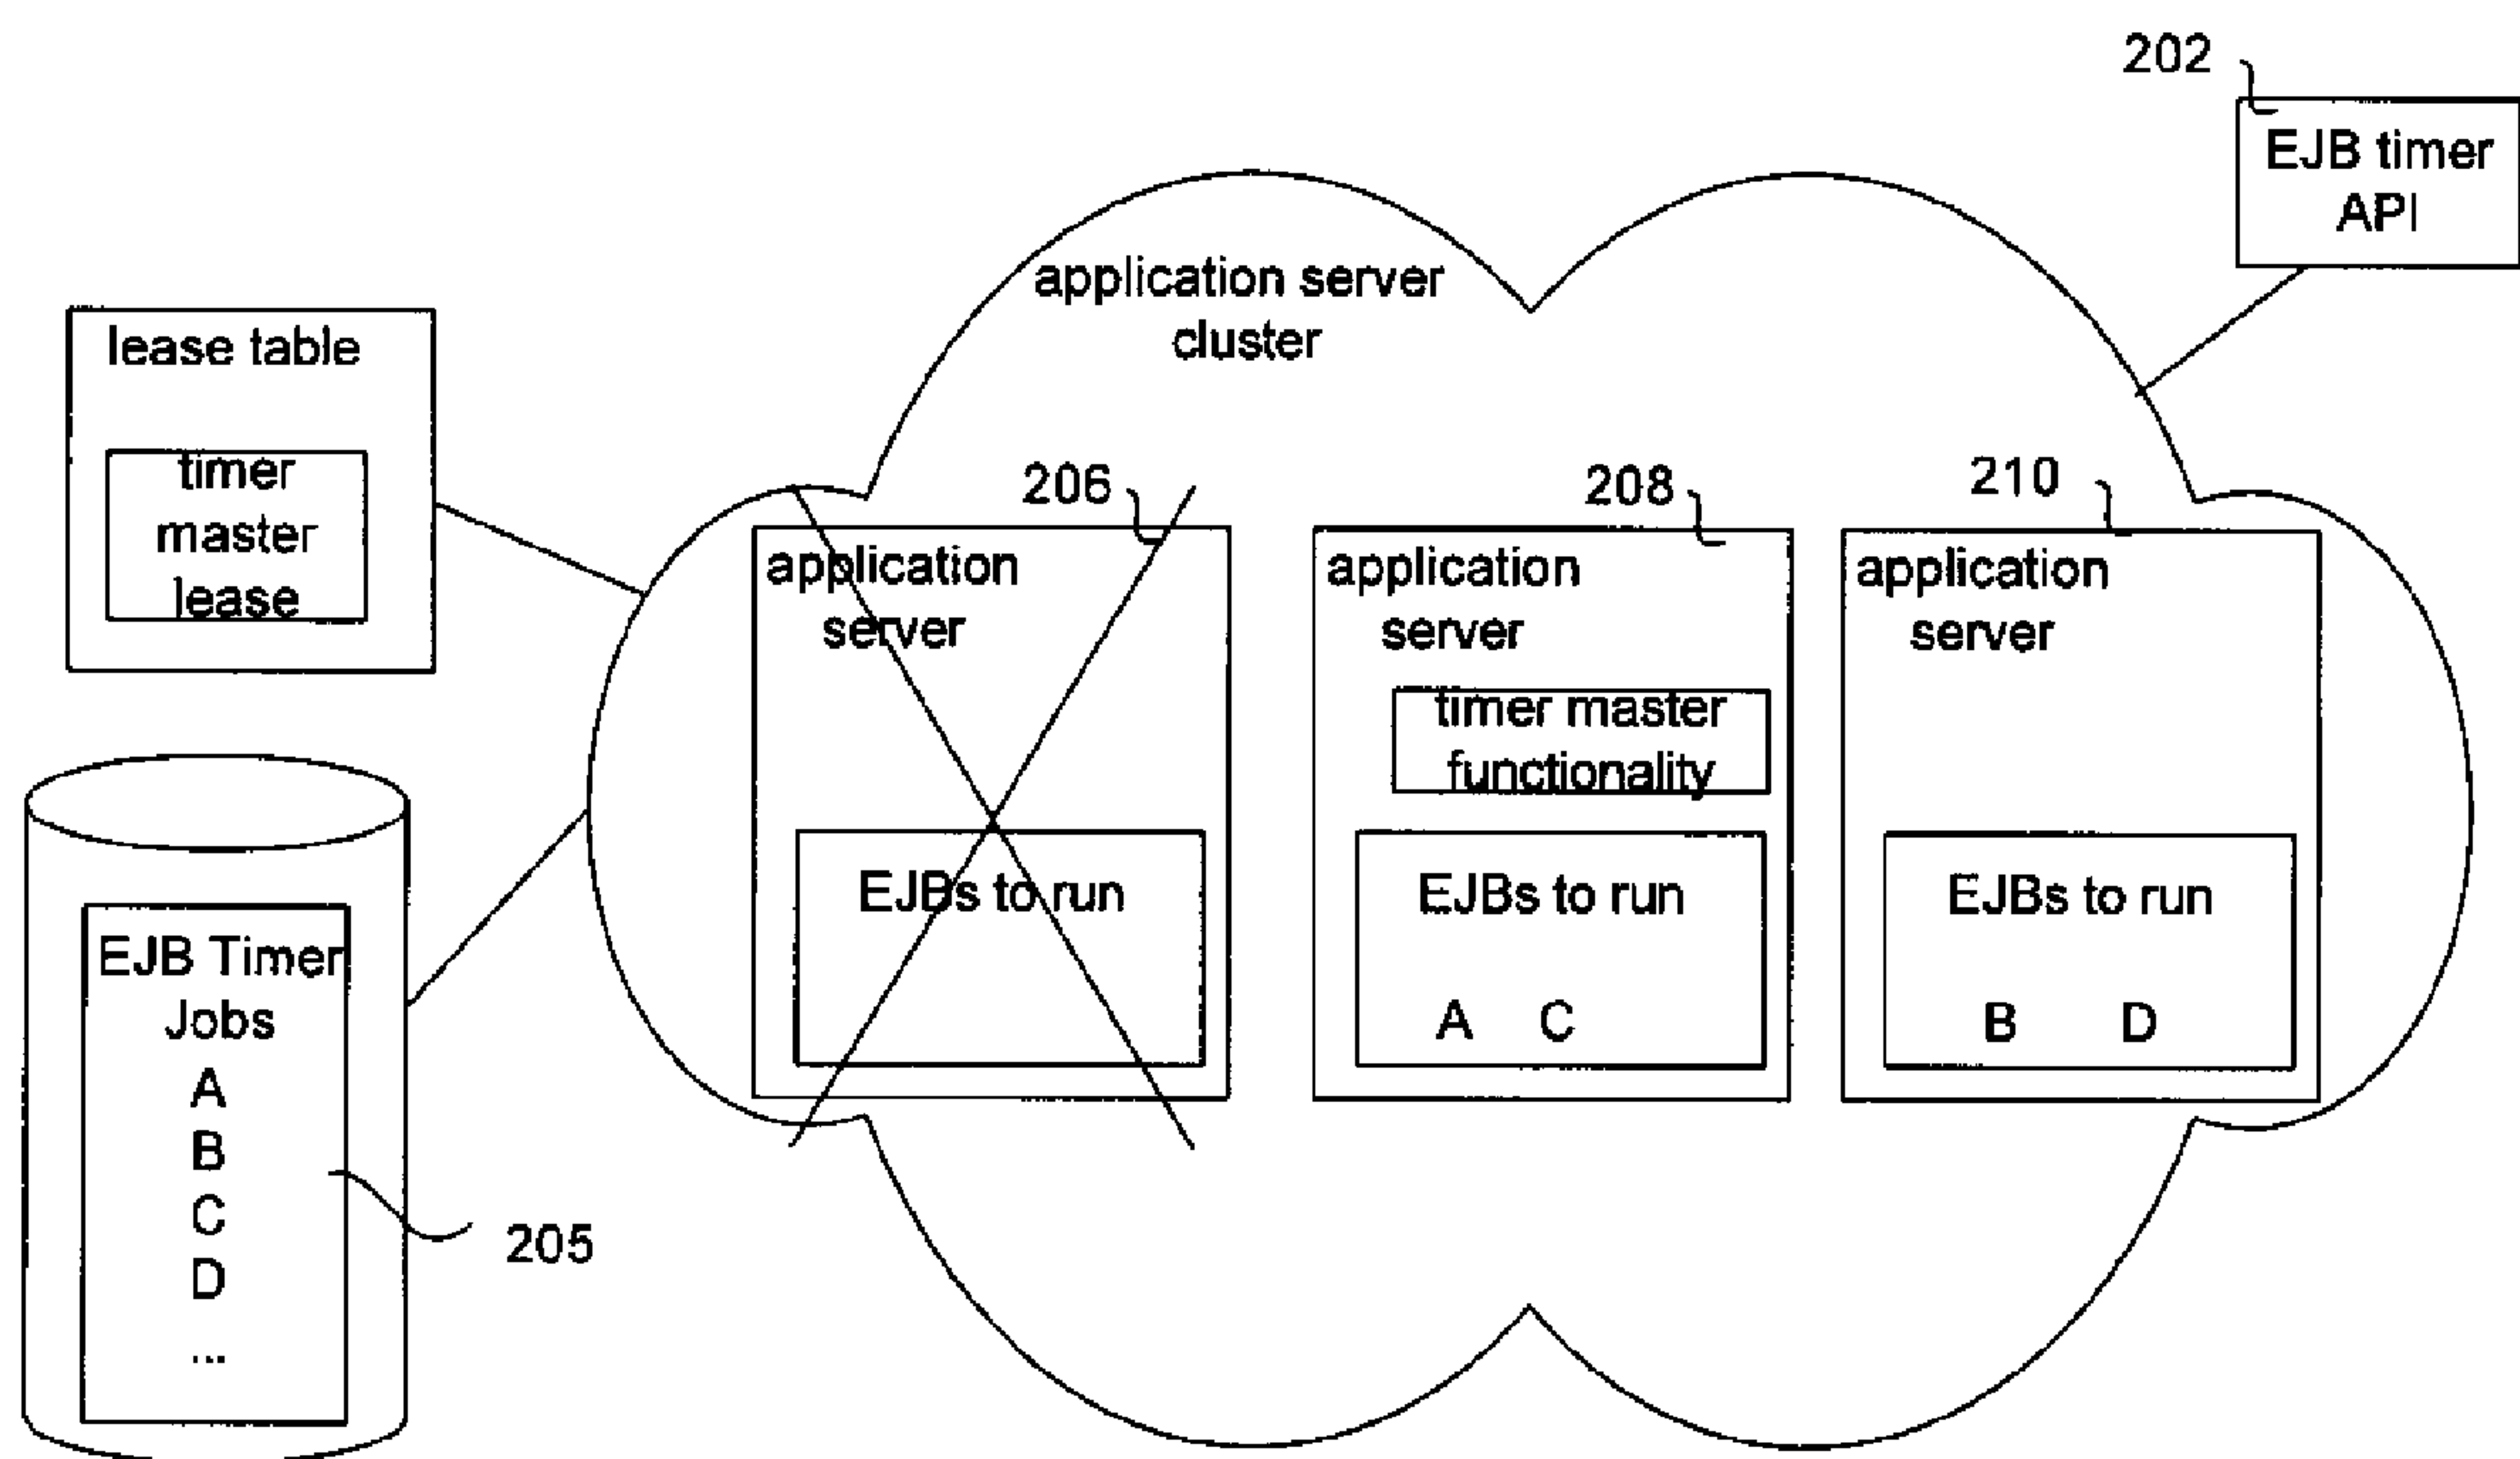 202
EJB timer
API
application server
cluster
lease table
timer
master
lease
206
208
210
application
server
application
server
timer master
functionality
application
server
EJBs to run
EJBs to run
A C
EJBs to run
B D
EJB Timer
Jobs
A
B
C
D
...
205